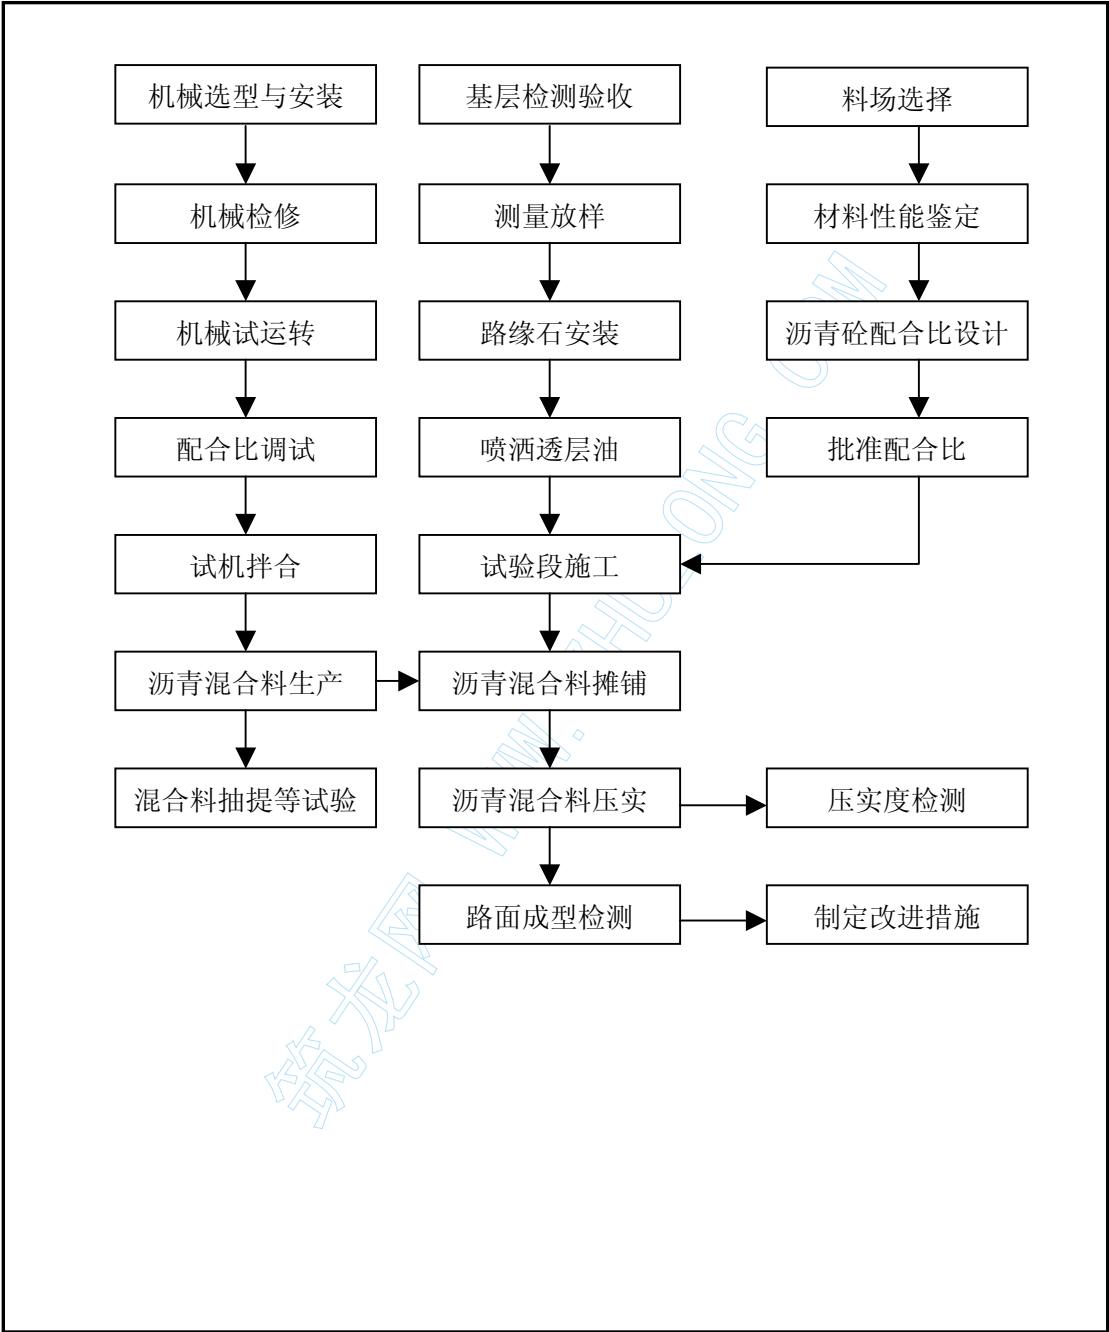 机械选型与安装
基层检测验收
料场选择
机械检修
测量放样
材料性能鉴定
机械试运转
路缘石安装
沥青砼配合比设计
配合比调试
喷洒透层油
批准配合比
试机拌合
试验段施工
沥青混合料生产
沥青混合料摊铺
混合料抽提等试验
沥青混合料压实
压实度检测
路面成型检测
制定改进措施
筑龙网 WWW.ZHULONG.COM